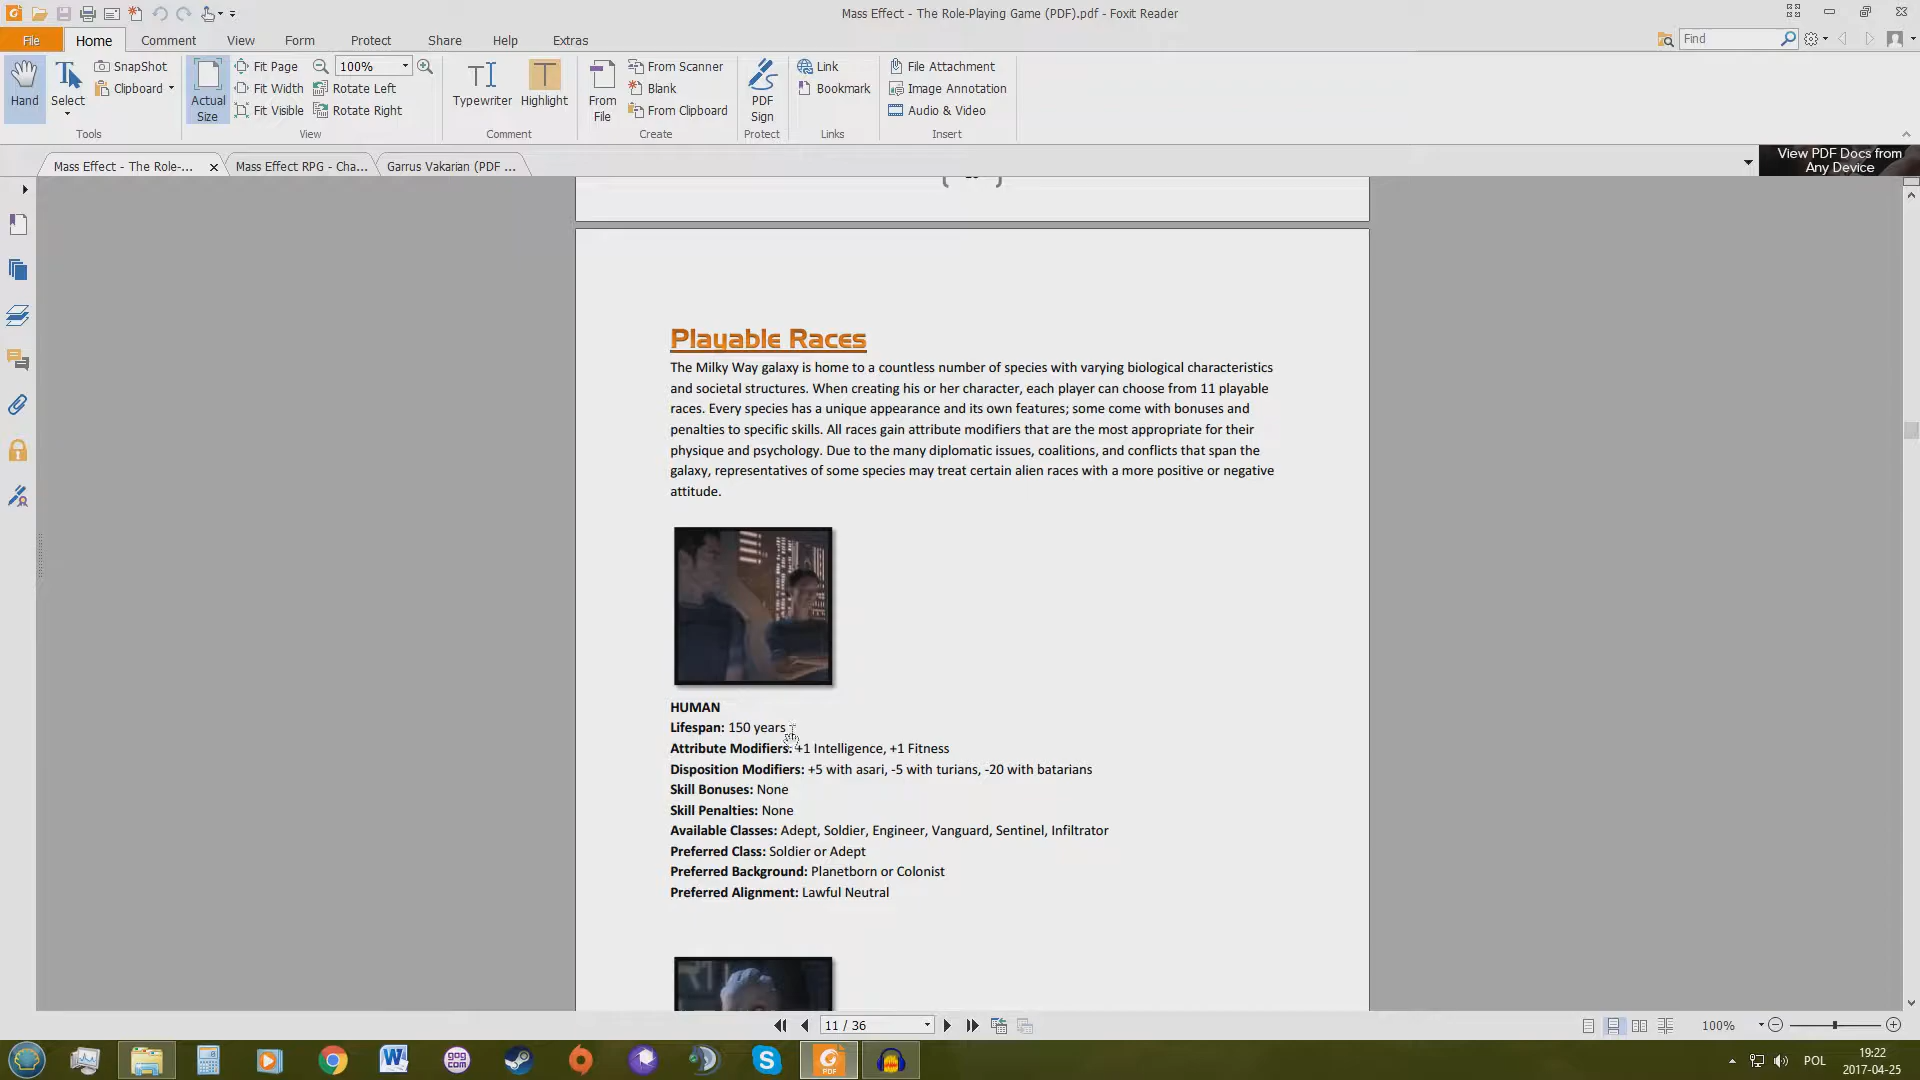 Mass Effect - The Role-Playing Game (PDF).pdf - Foxit Reader
File Home Comment View Form Protect Share Help Extras
Find
Hand
Select
SnapShot
Clipboard
Tools
Actual
Size
Fit Page
Fit Width
Fit Visible
100%
Rotate Left
Rotate Right
View
Typewriter
Highlight
Comment
From
File
From Scanner
Blank
From Clipboard
Create
PDF
Sign
Protect
Link
Bookmark
Links
File Attachment
Image Annotation
Audio & Video
Insert
Mass Effect - The Role-...
Mass Effect RPG - Cha...
Garrus Vakarian (PDF ...
View PDF Docs from
Any Device
Playable Races
The Milky Way galaxy is home to a countless number of species with varying biological characteristics
and societal structures. When creating his or her character, each player can choose from 11 playable
races. Every species has a unique appearance and its own features; some come with bonuses and
penalties to specific skills. All races gain attribute modifiers that are the most appropriate for their
physique and psychology. Due to the many diplomatic issues, coalitions, and conflicts that span the
galaxy, representatives of some species may treat certain alien races with a more positive or negative
attitude.
HUMAN
Lifespan: 150 years
Attribute Modifiers: +1 Intelligence, +1 Fitness
Disposition Modifiers: +5 with asari, -5 with turians, -20 with batarians
Skill Bonuses: None
Skill Penalties: None
Available Classes: Adept, Soldier, Engineer, Vanguard, Sentinel, Infiltrator
Preferred Class: Soldier or Adept
Preferred Background: Planetborn or Colonist
Preferred Alignment: Lawful Neutral
11 / 36
100%
GOG
COM
PDF
POL
19:22
2017-04-25